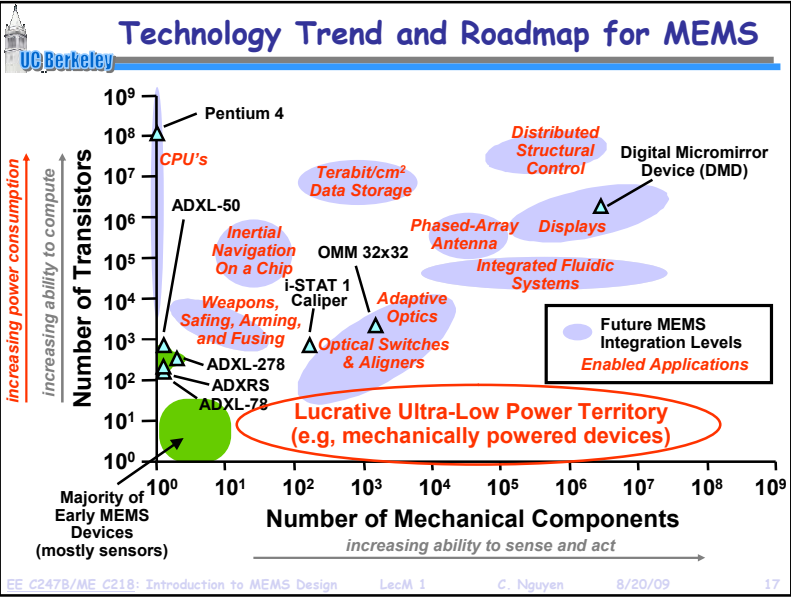 Technology Trend and Roadmap for MEMS
UC Berkeley
increasing power consumption
increasing ability to compute
Number of Transistors
10⁹
10⁸
10⁷
10⁶
10⁵
10⁴
10³
10²
10¹
10⁰
Pentium 4
CPU's
ADXL-50
Inertial
Navigation
On a Chip
Terabit/cm²
Data Storage
Distributed
Structural
Control
Digital Micromirror
Device (DMD)
Phased-Array
Antenna
Displays
OMM 32x32
Integrated Fluidic
Systems
i-STAT 1
Caliper
Weapons,
Safing, Arming,
and Fusing
Adaptive
Optics
Optical Switches
& Aligners
Future MEMS
Integration Levels
Enabled Applications
ADXL-278
ADXRS
ADXL-78
Lucrative Ultra-Low Power Territory
(e.g, mechanically powered devices)
10⁰ 10¹ 10² 10³ 10⁴ 10⁵ 10⁶ 10⁷ 10⁸ 10⁹
Majority of
Early MEMS
Devices
(mostly sensors)
Number of Mechanical Components
increasing ability to sense and act
EE C247B/ME C218: Introduction to MEMS Design LecM 1 C. Nguyen 8/20/09 17